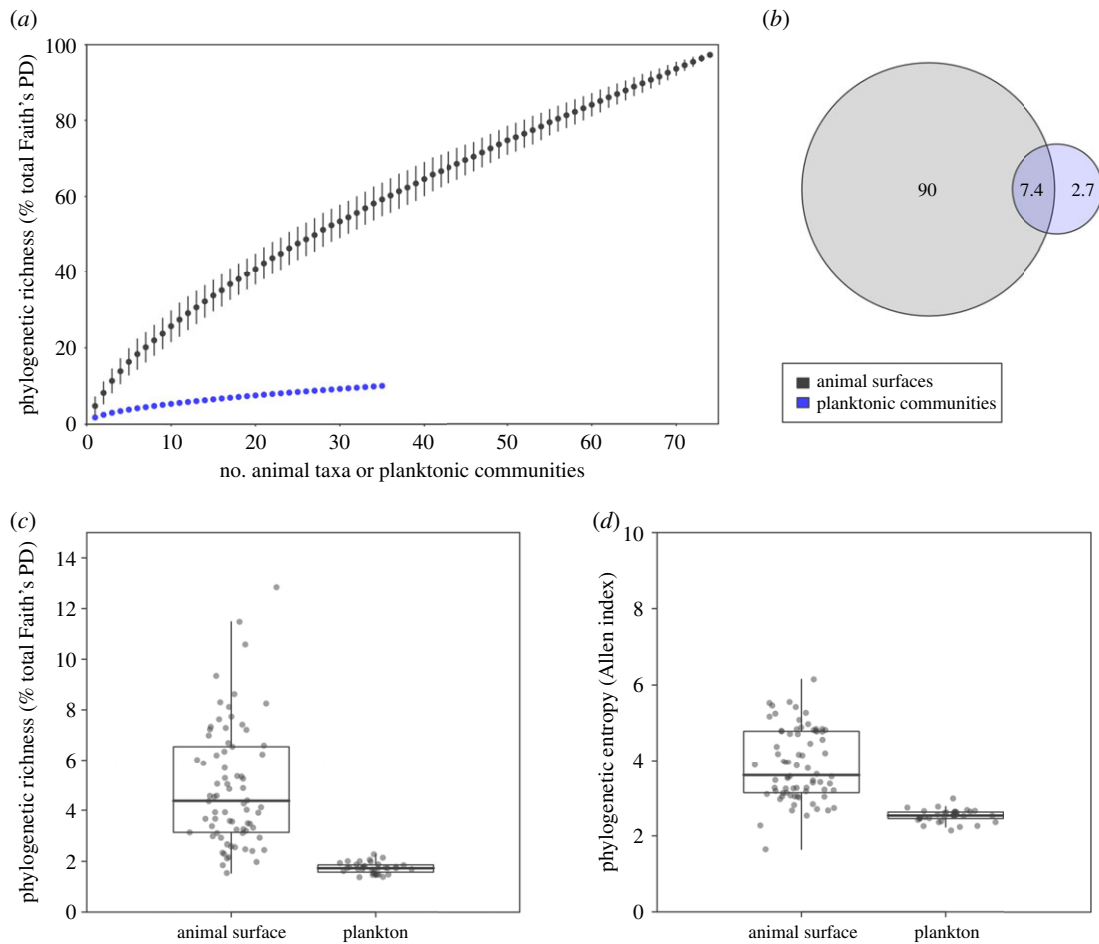 (a)
phylogenetic richness (% total Faith's PD)
100
80
60
40
20
0
0 10 20 30 40 50 60 70
no. animal taxa or planktonic communities
(b)
90 7.4 2.7
animal surfaces
planktonic communities
(c)
phylogenetic richness (% total Faith's PD)
14
12
10
8
6
4
2
0
animal surface plankton
(d)
phylogenetic entropy (Allen index)
10
8
6
4
2
0
animal surface plankton